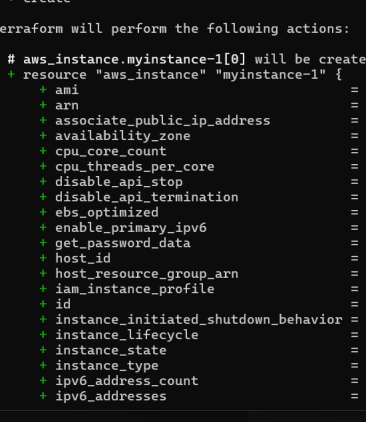 + create
erraform will perform the following actions:
# aws_instance.myinstance-1[0] will be create
+ resource "aws_instance" "myinstance-1" {
+ ami =
+ arn =
+ associate_public_ip_address =
+ availability_zone =
+ cpu_core_count =
+ cpu_threads_per_core =
+ disable_api_stop =
+ disable_api_termination =
+ ebs_optimized =
+ enable_primary_ipv6 =
+ get_password_data =
+ host_id =
+ host_resource_group_arn =
+ iam_instance_profile =
+ id =
+ instance_initiated_shutdown_behavior =
+ instance_lifecycle =
+ instance_state =
+ instance_type =
+ ipv6_address_count =
+ ipv6_addresses =